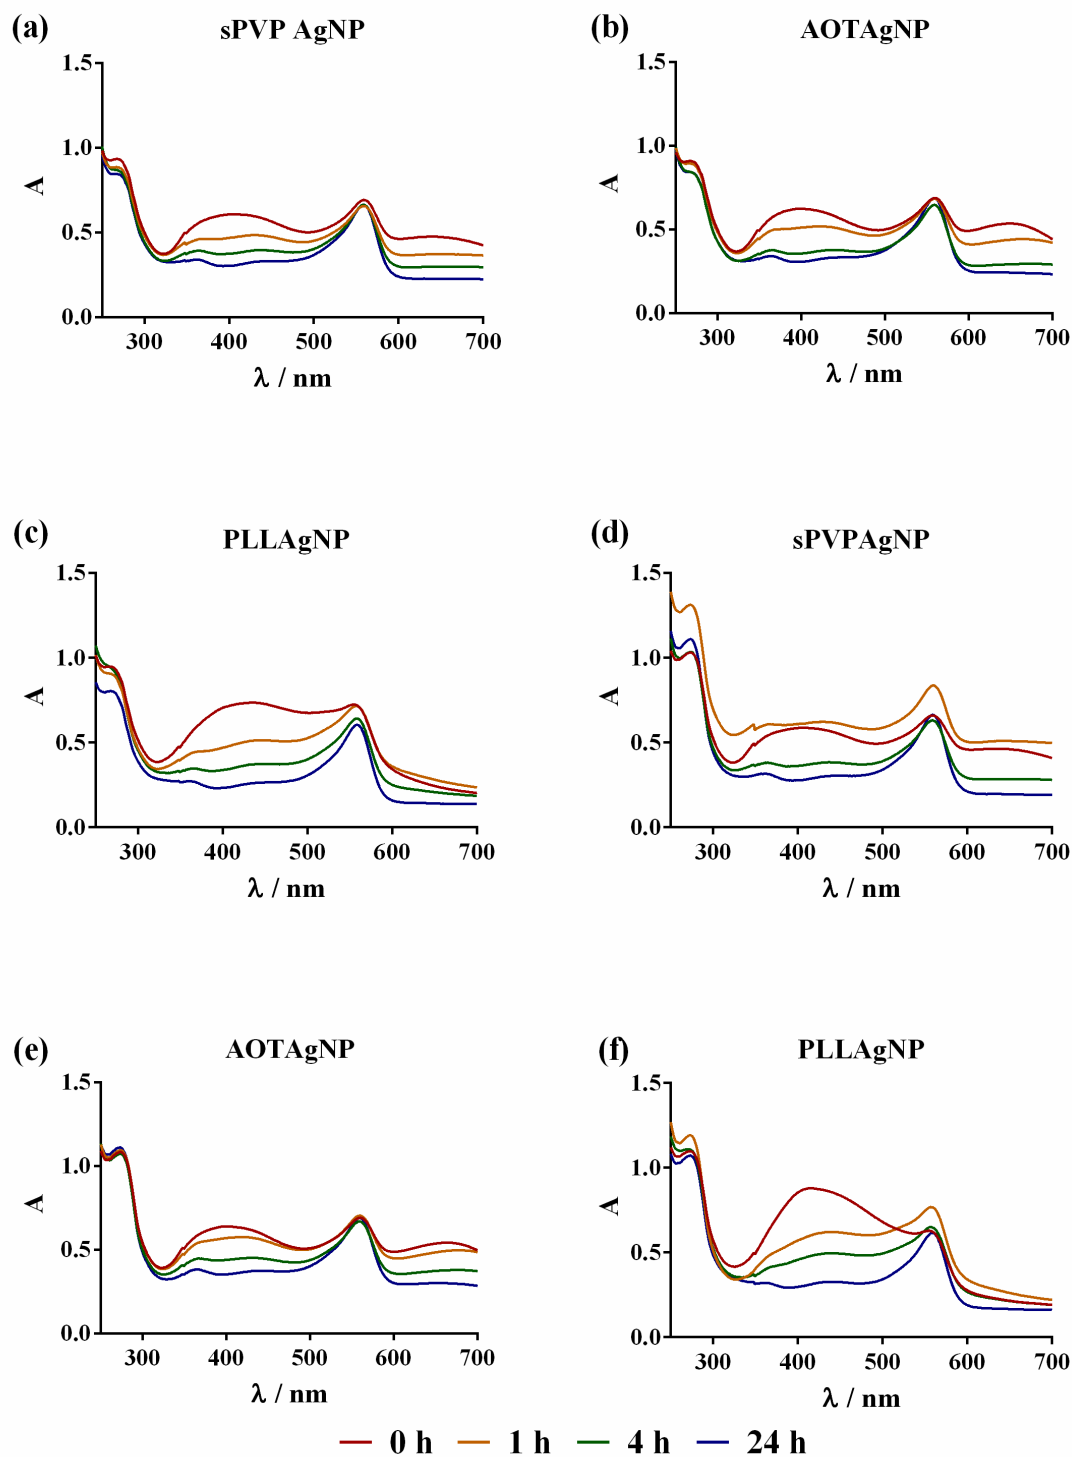 (a) sPVP AgNP
1.5
1.0
0.5
0.0
A
300 400 500 600 700
λ / nm
(b) AOTAgNP
1.5
1.0
0.5
0.0
A
300 400 500 600 700
λ / nm
(c) PLLAgNP
1.5
1.0
0.5
0.0
A
300 400 500 600 700
λ / nm
(d) sPVPAgNP
1.5
1.0
0.5
0.0
A
300 400 500 600 700
λ / nm
(e) AOTAgNP
1.5
1.0
0.5
0.0
A
300 400 500 600 700
λ / nm
(f) PLLAgNP
1.5
1.0
0.5
0.0
A
300 400 500 600 700
λ / nm
0 h 1 h 4 h 24 h